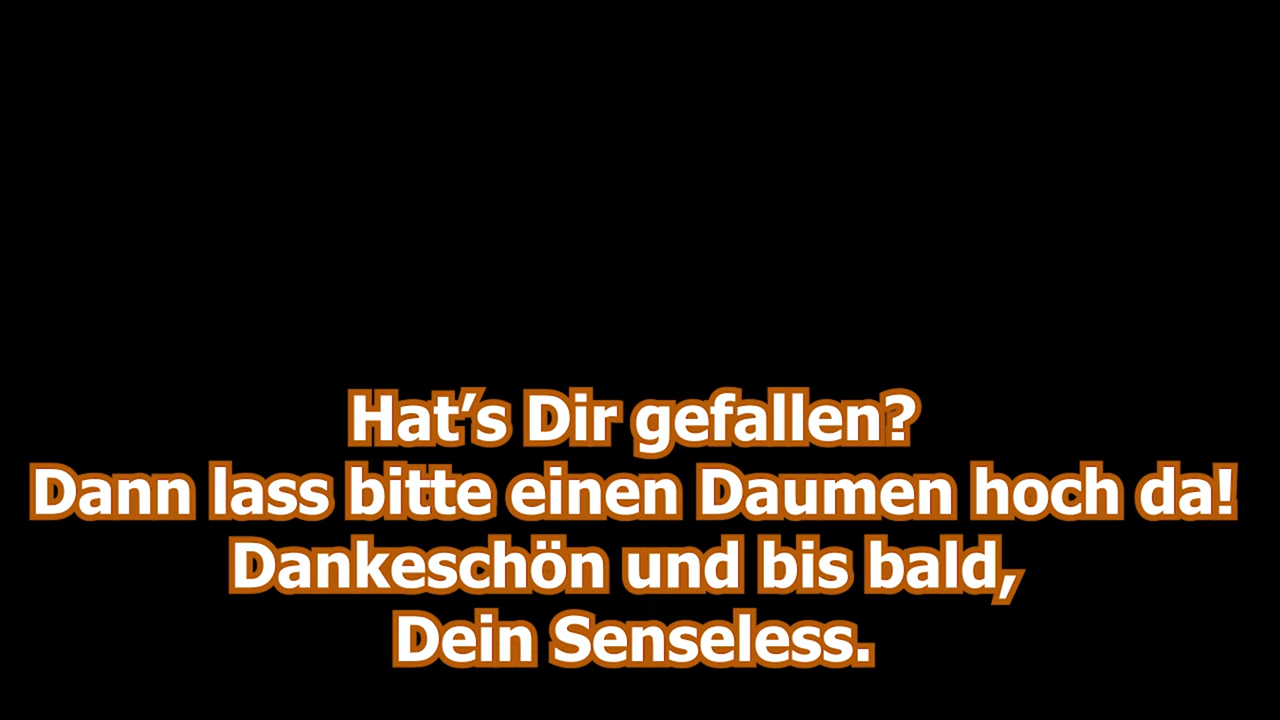 Hat’s Dir gefallen?
Dann lass bitte einen Daumen hoch da!
Dankeschön und bis bald,
Dein Senseless.